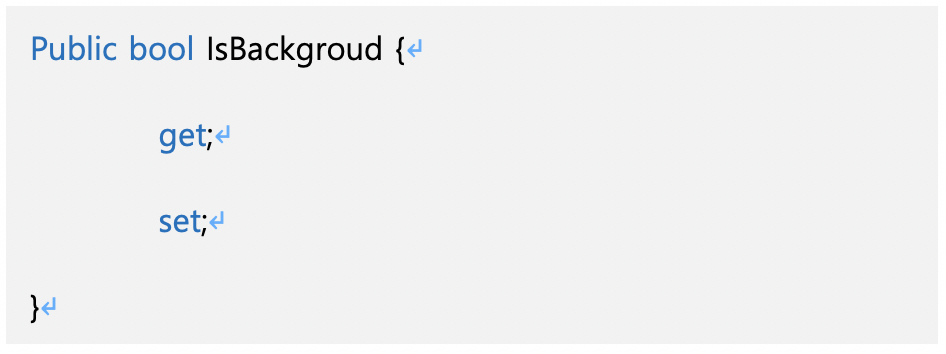 Public bool IsBackgroud {↵
get;↵
set;↵
}↵